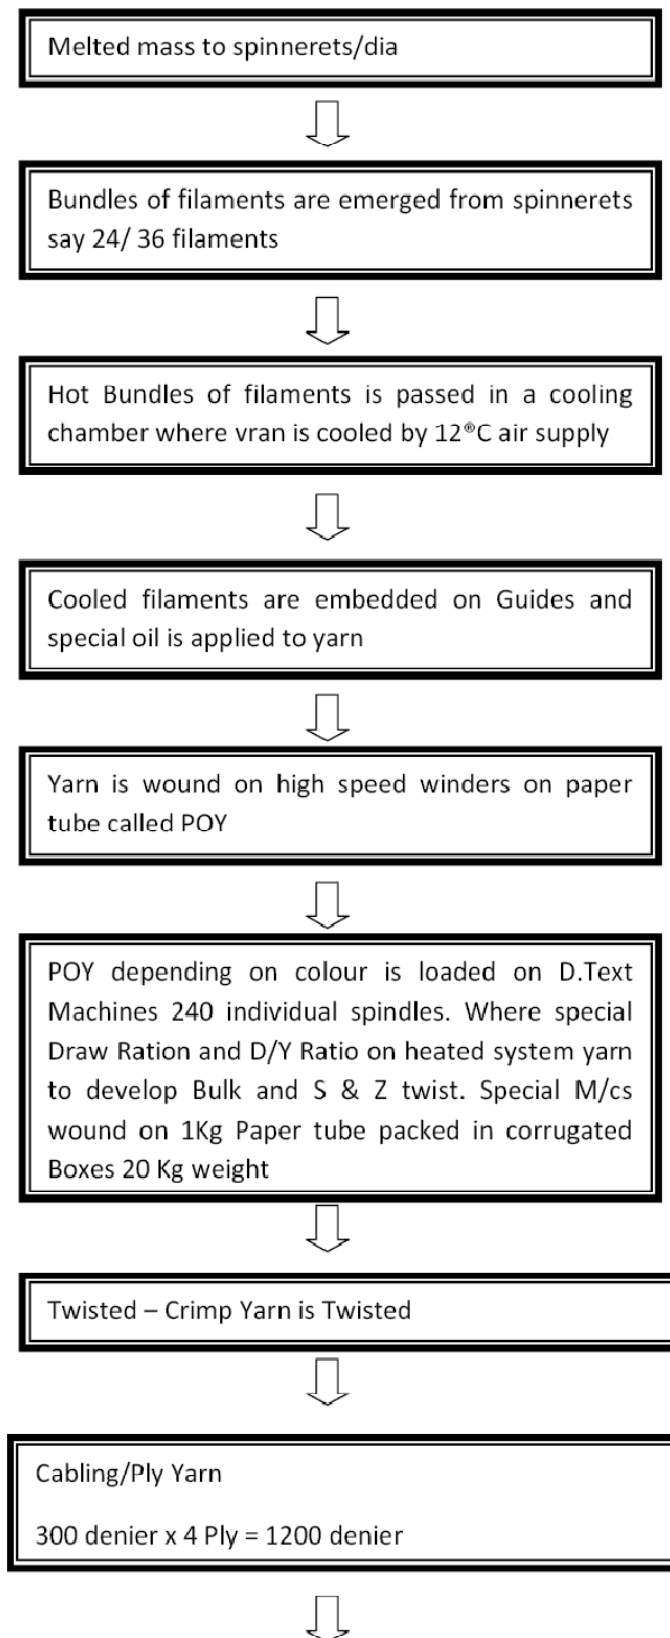 Melted mass to spinnerets/dia
Bundles of filaments are emerged from spinnerets
say 24/ 36 filaments
Hot Bundles of filaments is passed in a cooling
chamber where vran is cooled by 12®C air supply
Cooled filaments are embedded on Guides and
special oil is applied to yarn
Yarn is wound on high speed winders on paper
tube called POY
POY depending on colour is loaded on D.Text
Machines 240 individual spindles. Where special
Draw Ration and D/Y Ratio on heated system yarn
to develop Bulk and S & Z twist. Special M/cs
wound on 1Kg Paper tube packed in corrugated
Boxes 20 Kg weight
Twisted – Crimp Yarn is Twisted
Cabling/Ply Yarn
300 denier x 4 Ply = 1200 denier